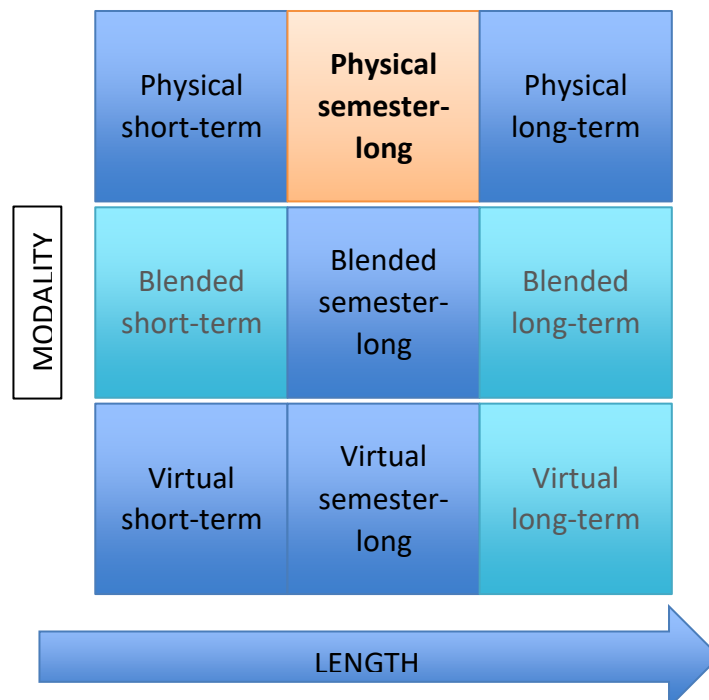 Physical
short-term
Physical
semester-
long
Physical
long-term
MODALITY
Blended
short-term
Blended
semester-
long
Blended
long-term
Virtual
short-term
Virtual
semester-
long
Virtual
long-term
LENGTH